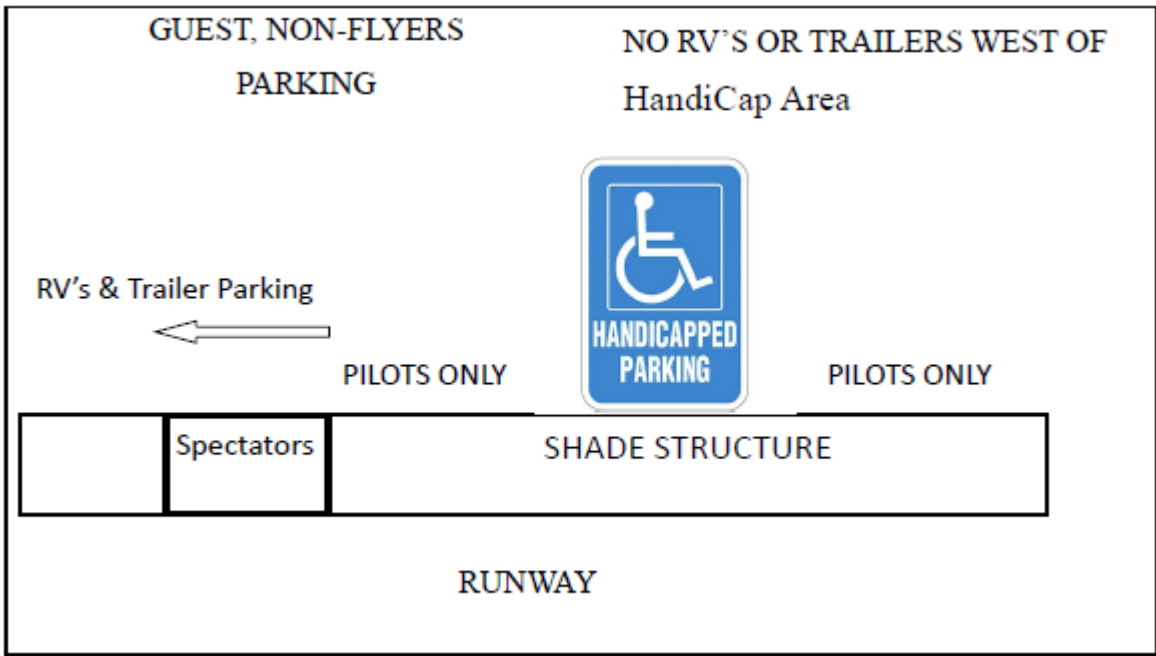 GUEST, NON-FLYERS
PARKING
NO RV’S OR TRAILERS WEST OF
HandiCap Area
HANDICAPPED
PARKING
RV’s & Trailer Parking
PILOTS ONLY
PILOTS ONLY
Spectators
SHADE STRUCTURE
RUNWAY